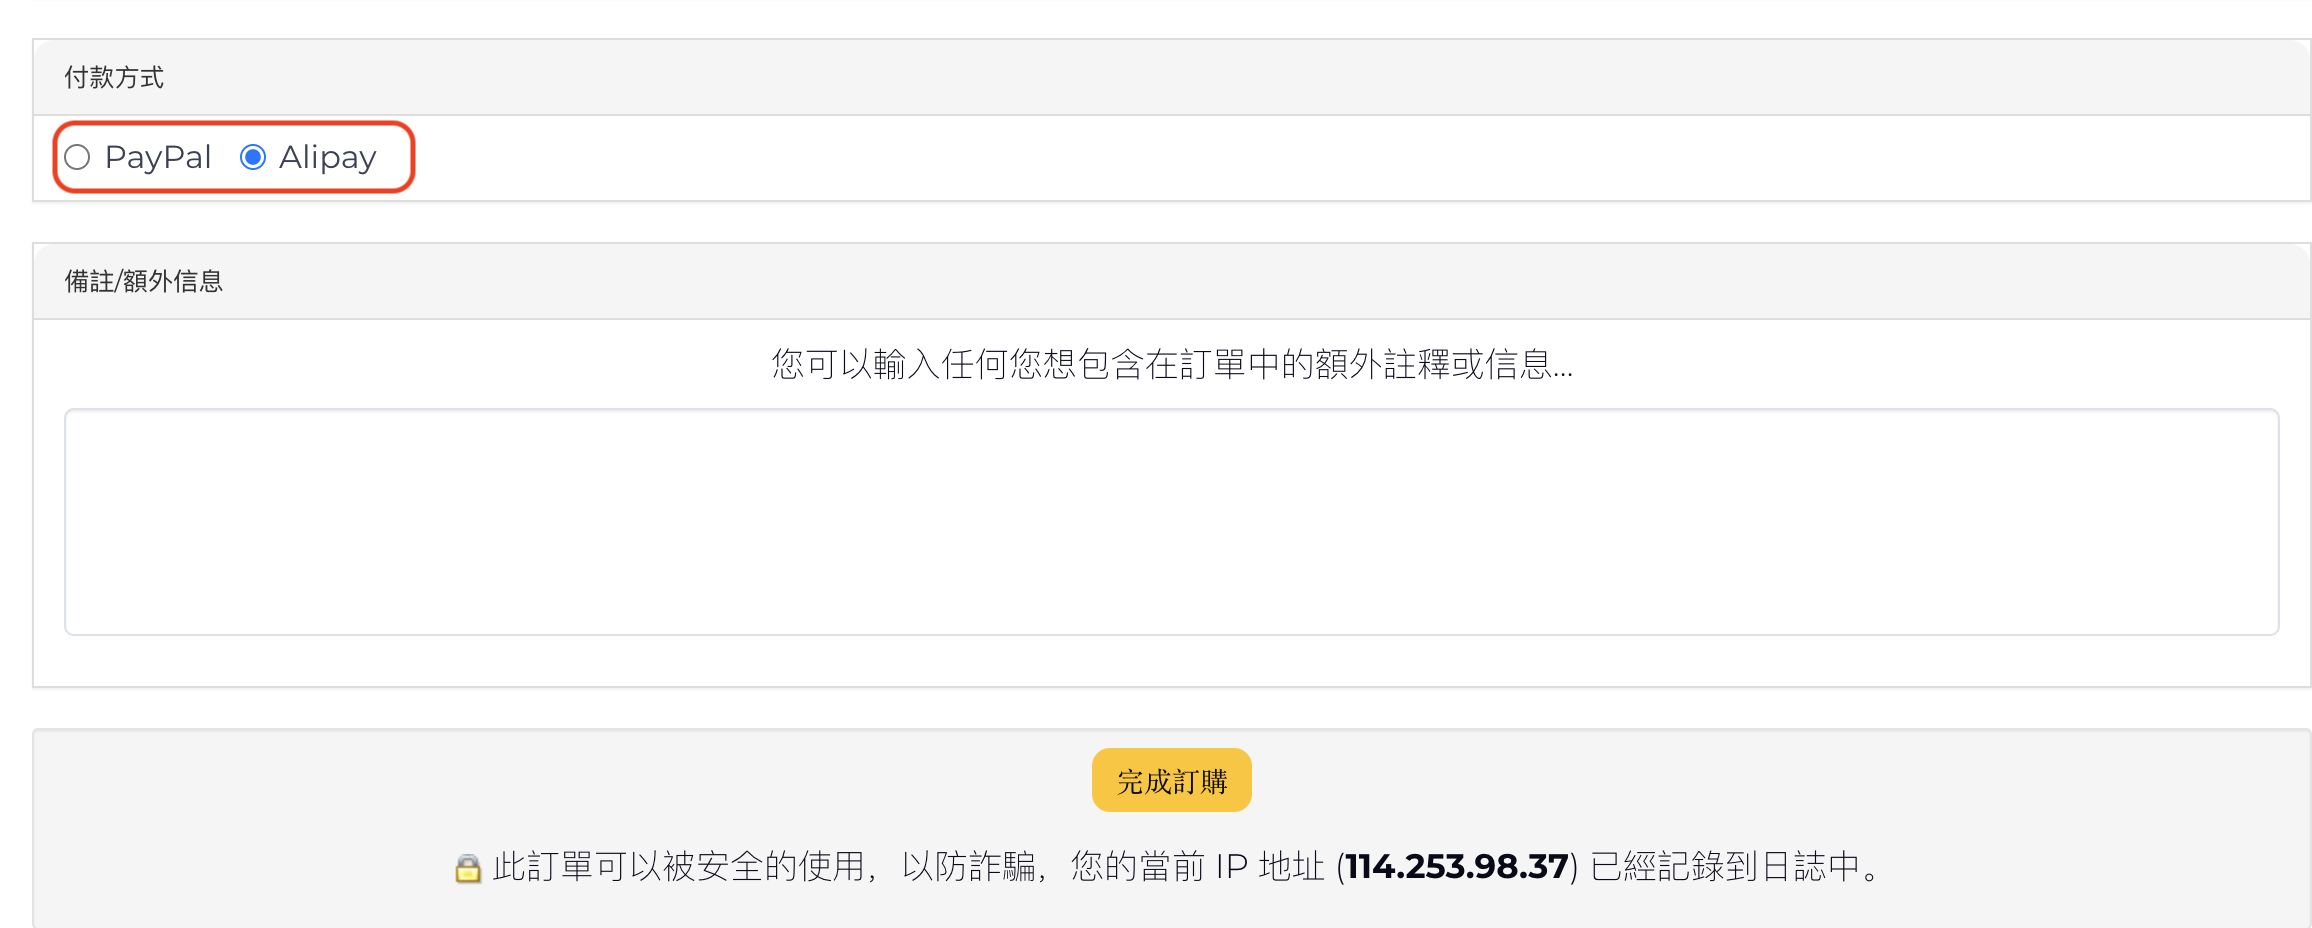 付款方式
PayPal Alipay
備註/額外信息
您可以輸入任何您想包含在訂單中的額外註釋或信息...
完成訂購
此訂單可以被安全的使用，以防詐騙，您的當前 IP 地址 (114.253.98.37) 已經記錄到日誌中。